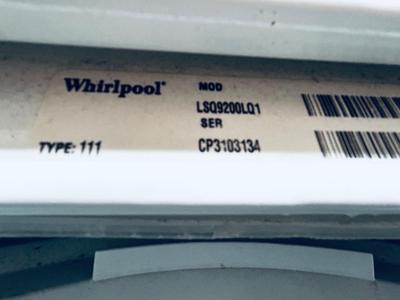 Whirlpool
MOD
LSQ9200LQ1
SER
TYPE: 111
CP3103134